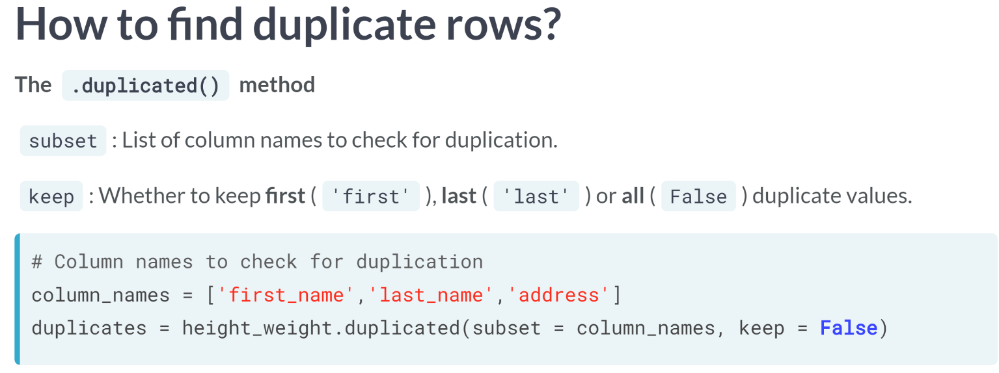 How to find duplicate rows?
The .duplicated() method
subset : List of column names to check for duplication.
keep : Whether to keep first ( 'first' ), last ( 'last' ) or all ( False ) duplicate values.
# Column names to check for duplication
column_names = ['first_name','last_name','address']
duplicates = height_weight.duplicated(subset = column_names, keep = False)